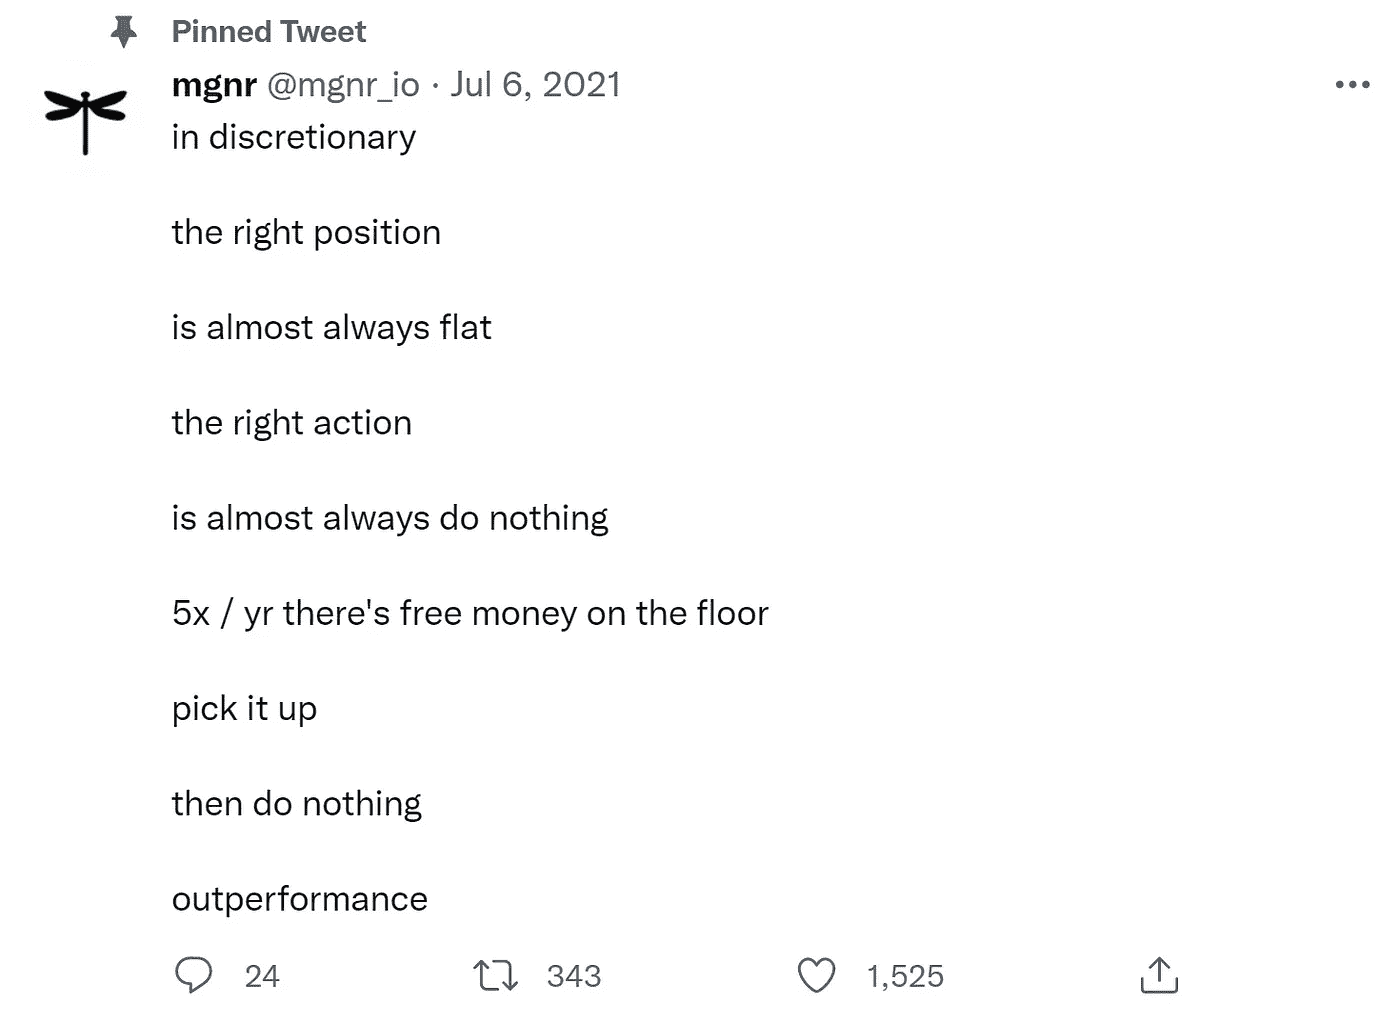 Pinned Tweet
mgnr @mgnr_io · Jul 6, 2021
in discretionary
the right position
is almost always flat
the right action
is almost always do nothing
5x / yr there's free money on the floor
pick it up
then do nothing
outperformance
24 343 1,525